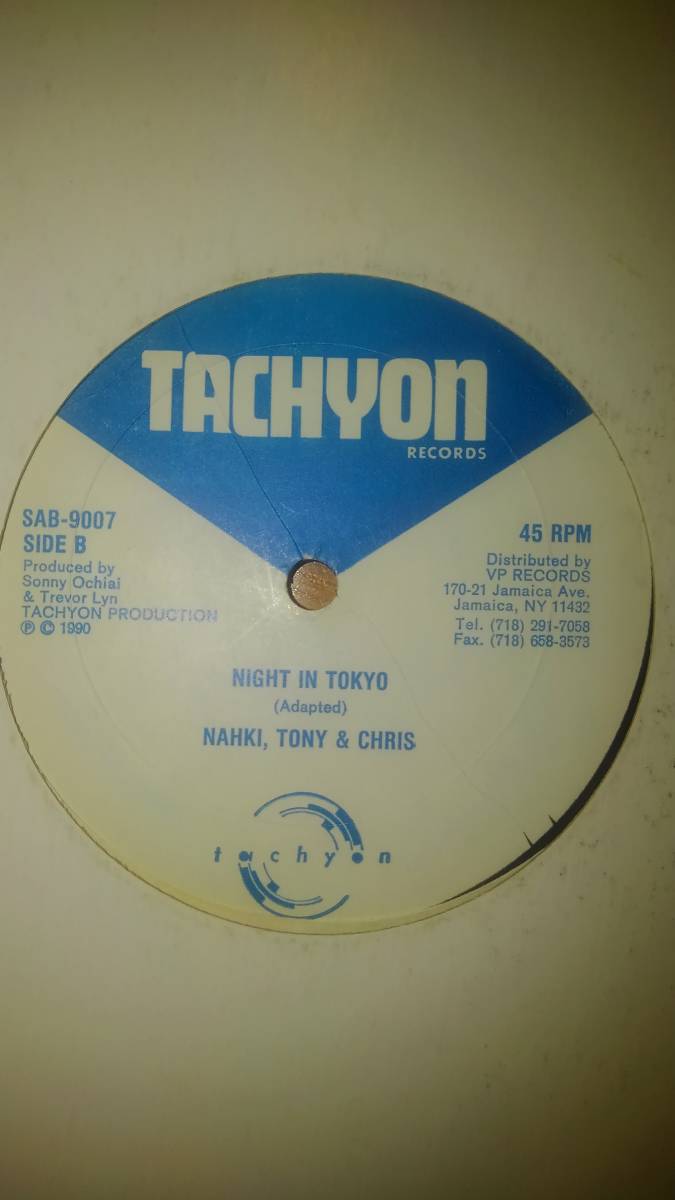 TACHYON
RECORDS
SAB-9007
SIDE B
Produced by
Sonny Ochiai
& Trevor Lyn
TACHYON PRODUCTION
℗ © 1990
45 RPM
Distributed by
VP RECORDS
170-21 Jamaica Ave.
Jamaica, NY 11432
Tel. (718) 291-7058
Fax. (718) 658-3573
NIGHT IN TOKYO
(Adapted)
NAHKI, TONY & CHRIS
tachyon